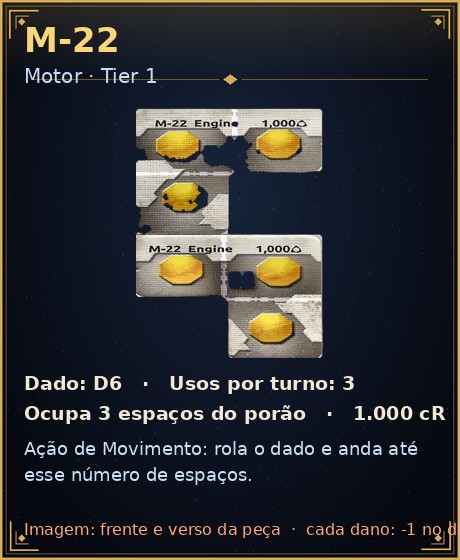 M-22
Motor · Tier 1
M-22 Engine 1,000
M-22 Engine 1,000
Dado: D6 · Usos por turno: 3
Ocupa 3 espaços do porão · 1.000 cR
Ação de Movimento: rola o dado e anda até
esse número de espaços.
Imagem: frente e verso da peça · cada dano: -1 no d